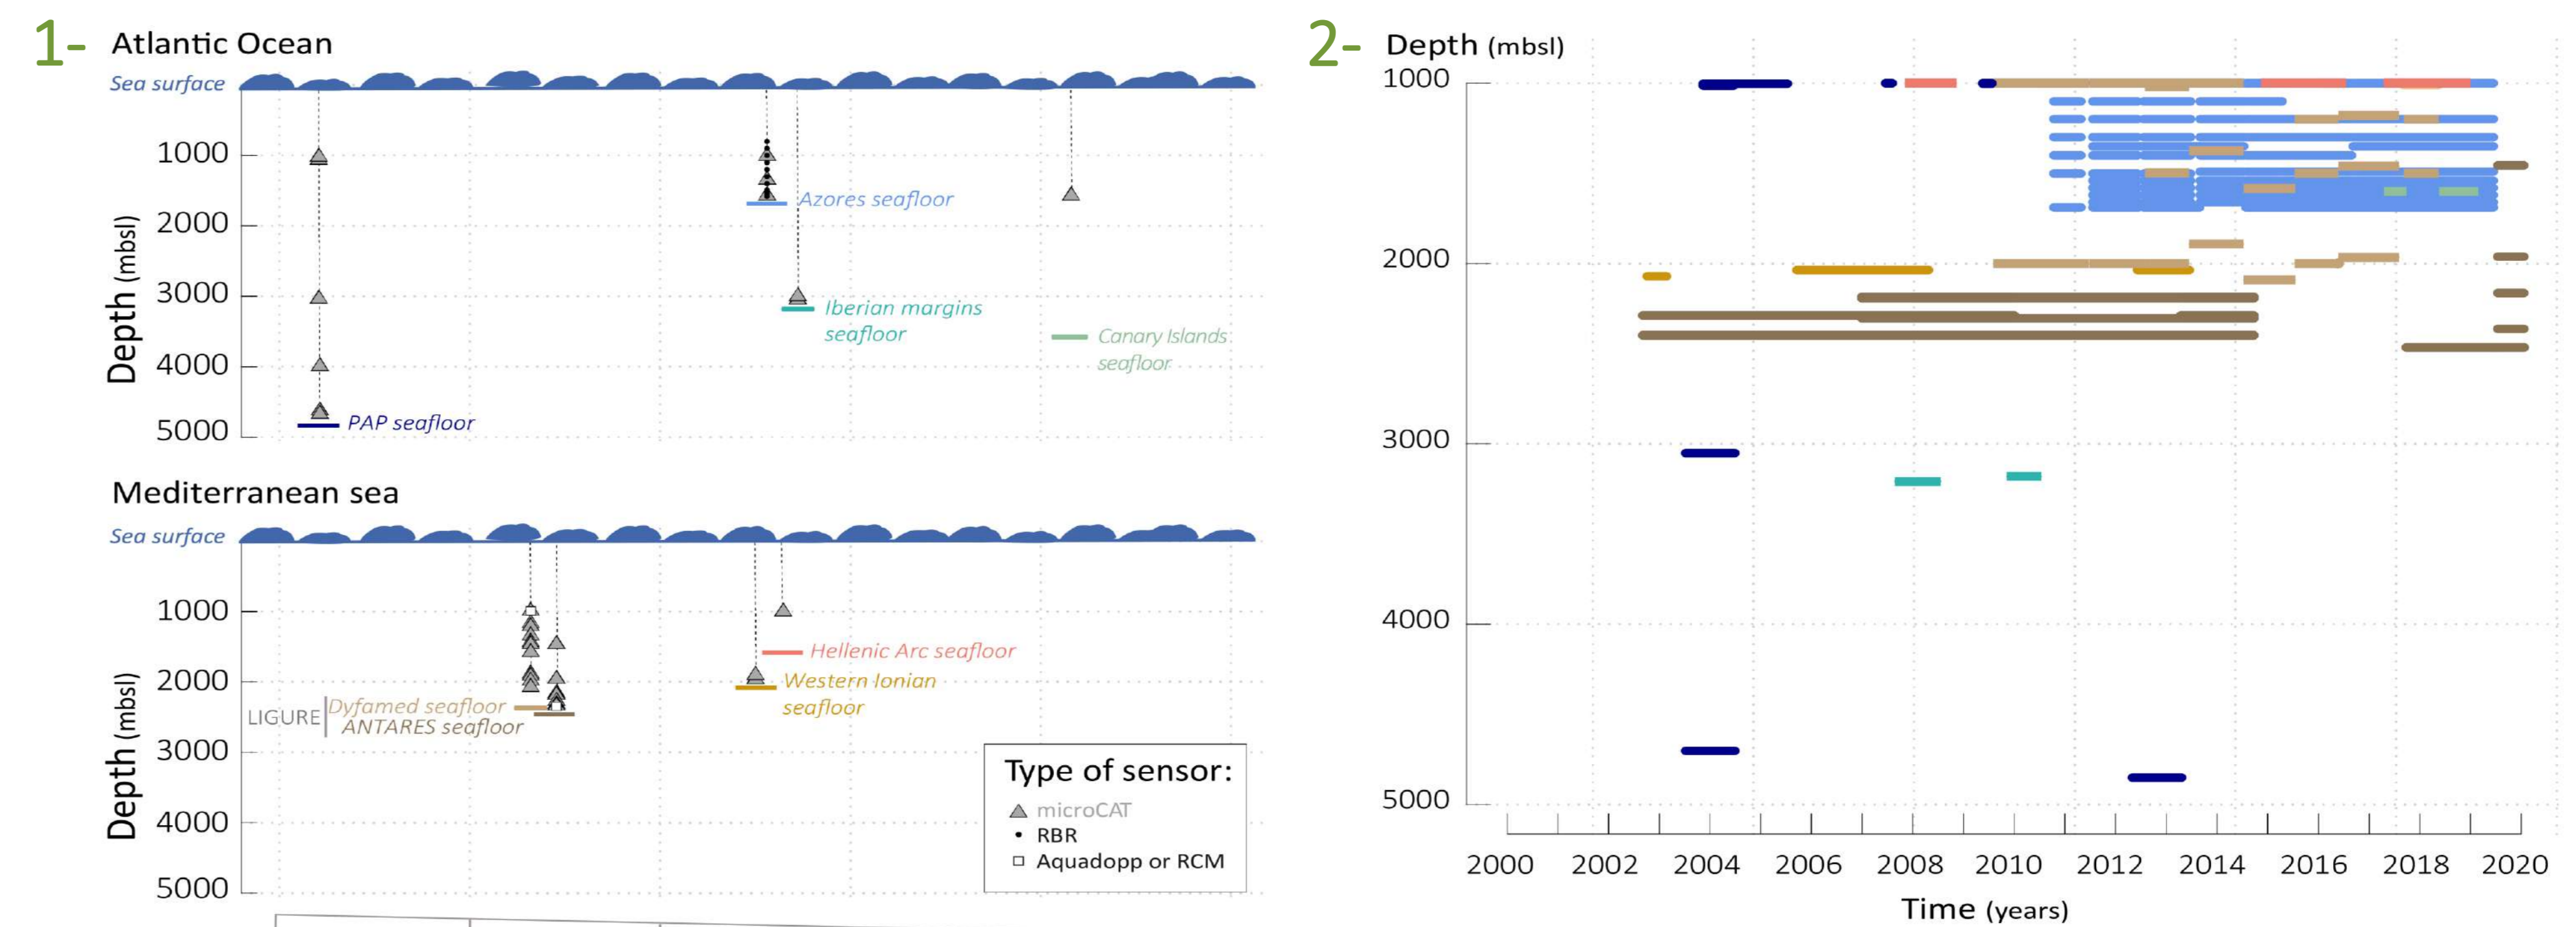 1-
Atlantic Ocean
Sea surface
1000
2000
3000
4000
5000
Depth (mbsl)
Azores seafloor
Iberian margins
seafloor
Canary Islands
seafloor
PAP seafloor
Mediterranean sea
Sea surface
1000
2000
3000
4000
5000
Depth (mbsl)
Hellenic Arc seafloor
Western Ionian
seafloor
LIGURE
Dyfamed seafloor
ANTARES seafloor
Type of sensor:
microCAT
RBR
Aquadopp or RCM
2-
Depth (mbsl)
1000
2000
3000
4000
5000
2000 2002 2004 2006 2008 2010 2012 2014 2016 2018 2020
Time (years)